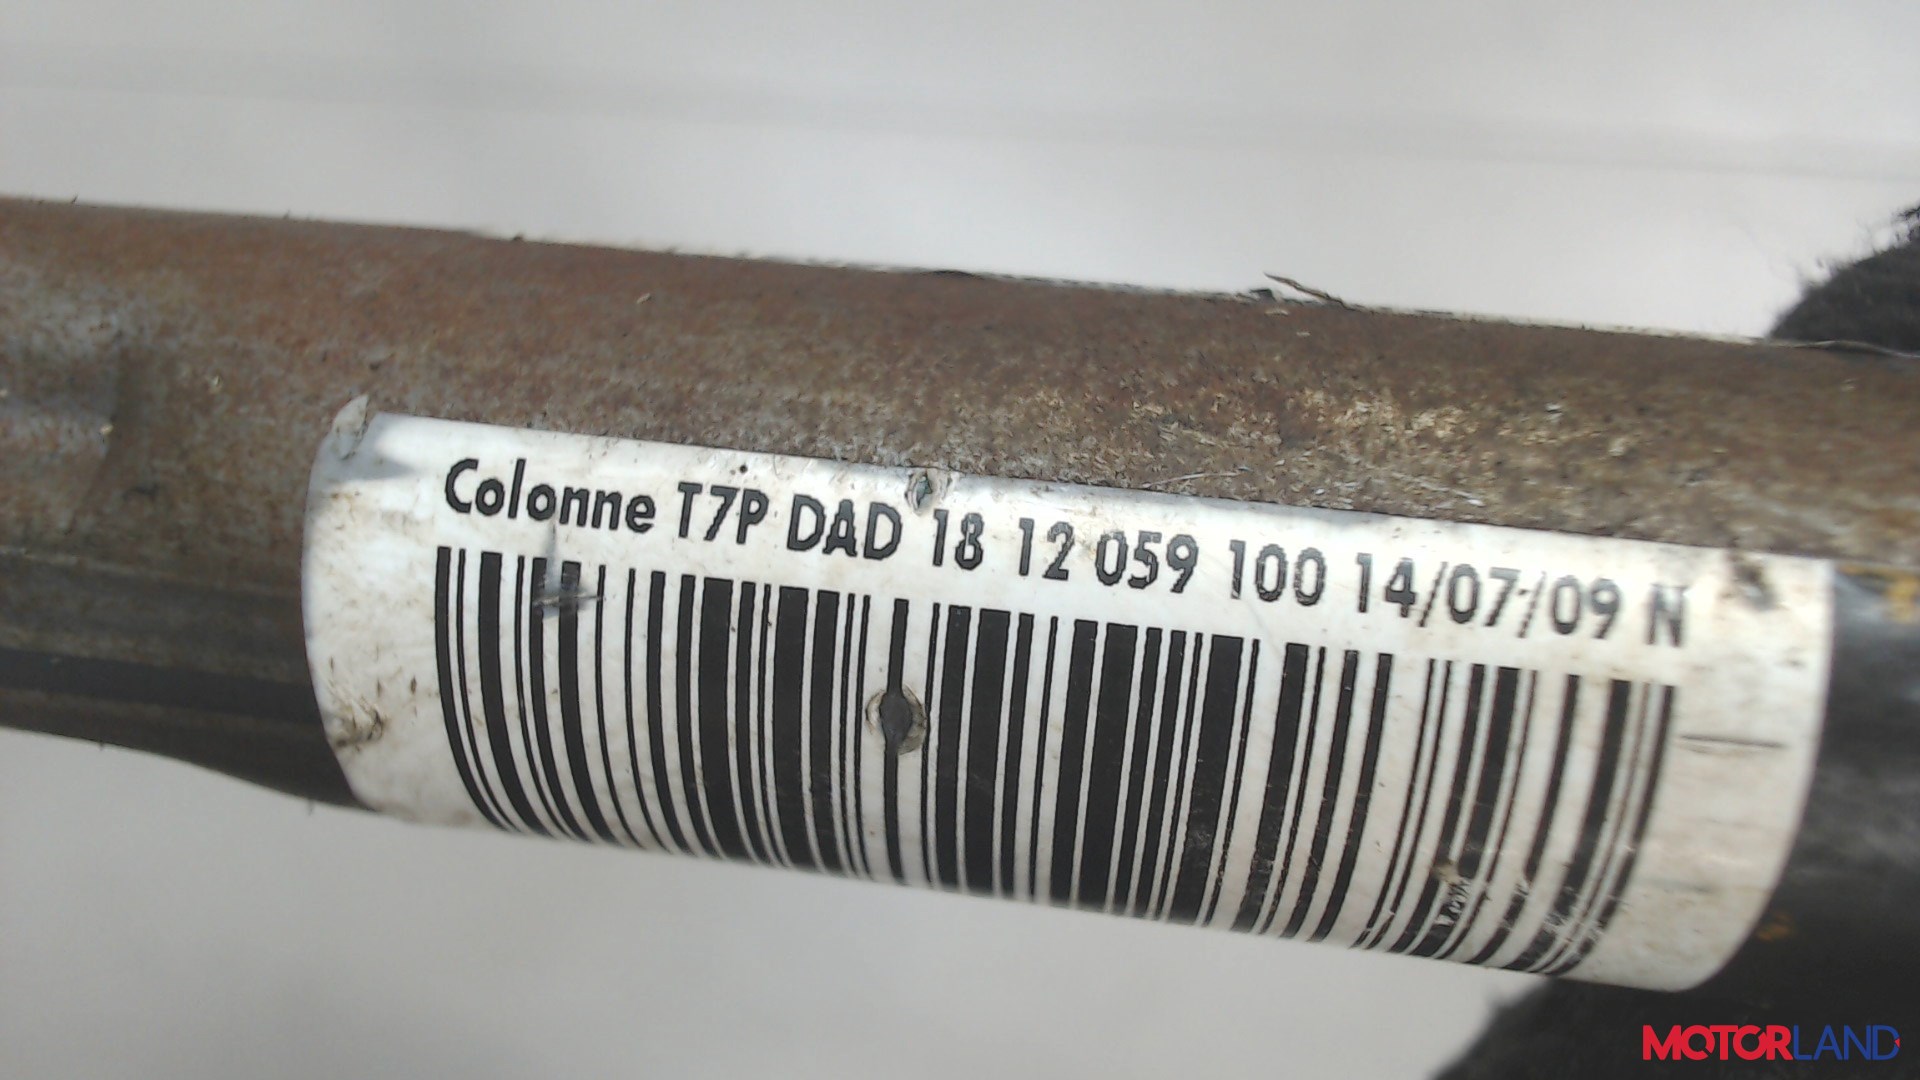 Colonne T7P DAD 18 12 059 100 14/07/09 N
MOTORLAND